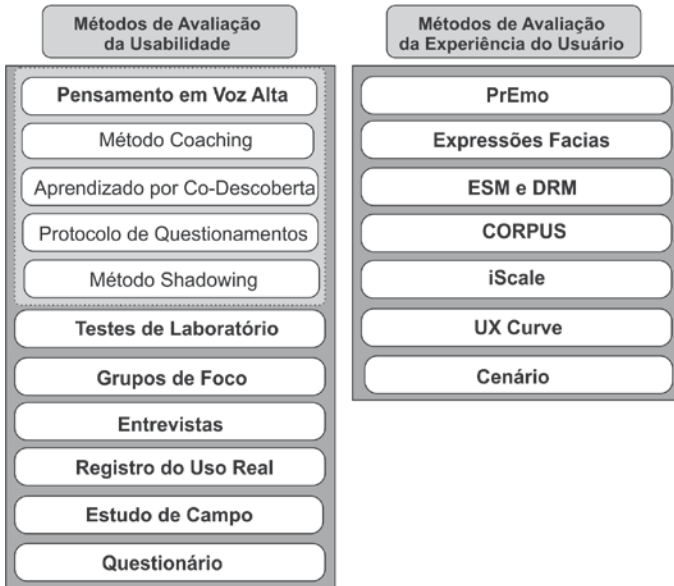 Métodos de Avaliação
da Usabilidade
Pensamento em Voz Alta
Método Coaching
Aprendizado por Co-Descoberta
Protocolo de Questionamentos
Método Shadowing
Testes de Laboratório
Grupos de Foco
Entrevistas
Registro do Uso Real
Estudo de Campo
Questionário
Métodos de Avaliação
da Experiência do Usuário
PrEmo
Expressões Facias
ESM e DRM
CORPUS
iScale
UX Curve
Cenário